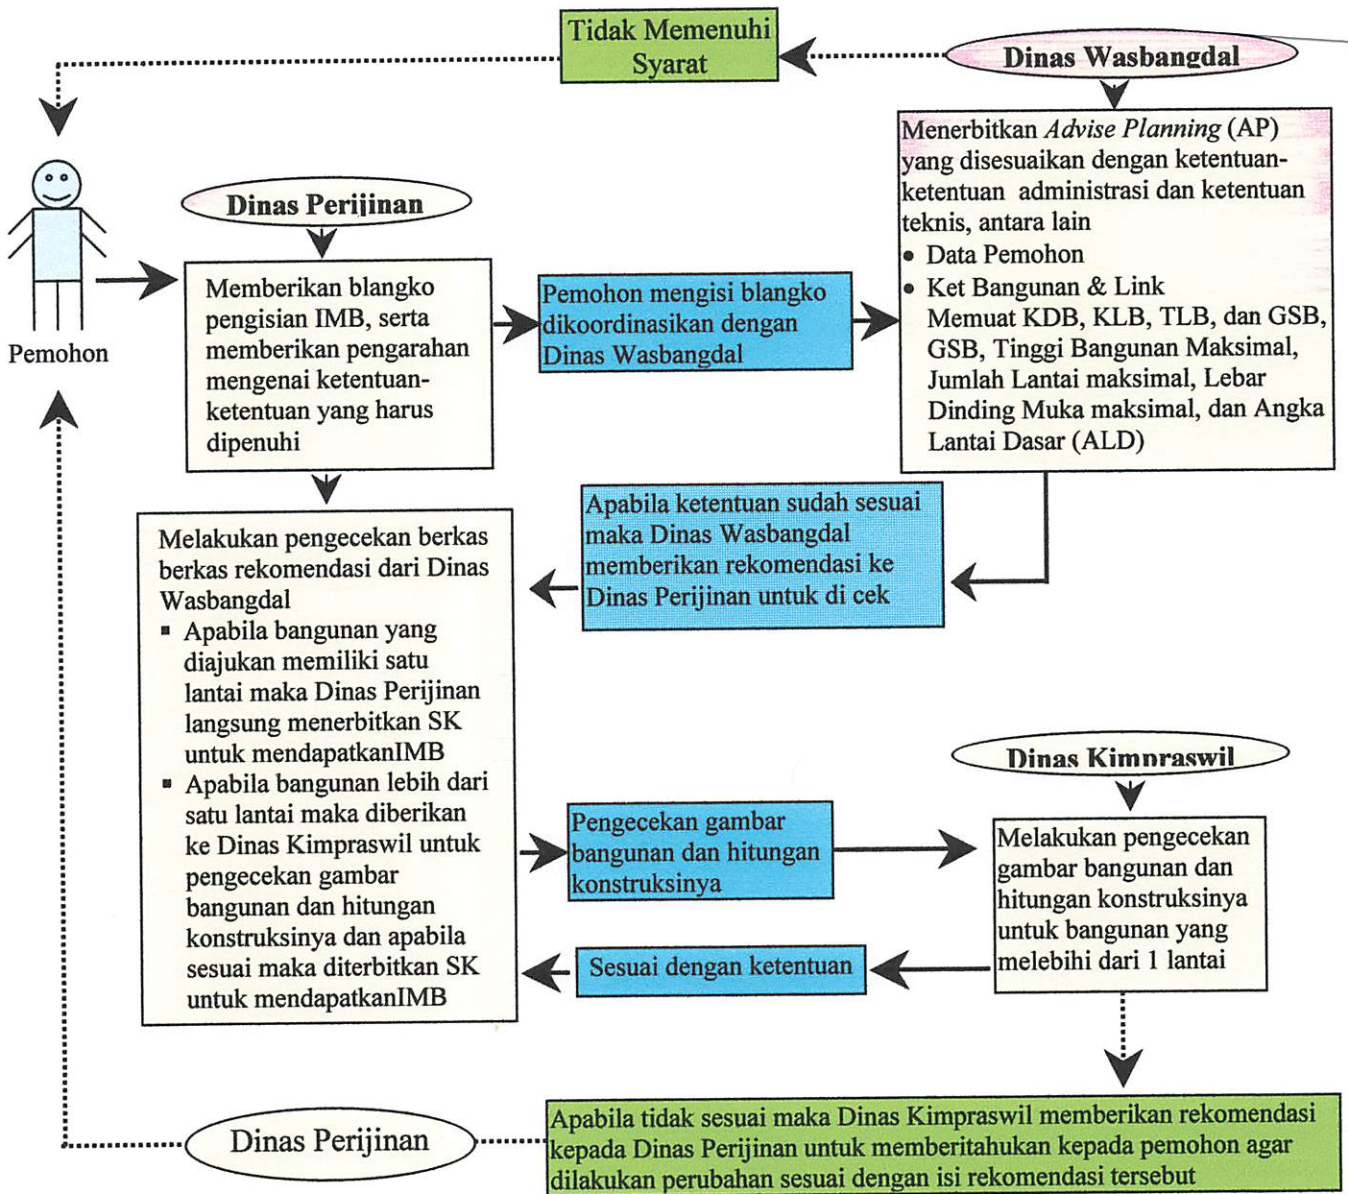 Tidak Memenuhi
Syarat
Dinas Wasbangdal
Menerbitkan Advise Planning (AP)
yang disesuaikan dengan ketentuan-
ketentuan administrasi dan ketentuan
teknis, antara lain
• Data Pemohon
• Ket Bangunan & Link
Memuat KDB, KLB, TLB, dan GSB,
GSB, Tinggi Bangunan Maksimal,
Jumlah Lantai maksimal, Lebar
Dinding Muka maksimal, dan Angka
Lantai Dasar (ALD)
Pemohon
Dinas Perijinan
Memberikan blangko
pengisian IMB, serta
memberikan pengarahan
mengenai ketentuan-
ketentuan yang harus
dipenuhi
Pemohon mengisi blangko
dikoordinasikan dengan
Dinas Wasbangdal
Apabila ketentuan sudah sesuai
maka Dinas Wasbangdal
memberikan rekomendasi ke
Dinas Perijinan untuk di cek
Melakukan pengecekan berkas
berkas rekomendasi dari Dinas
Wasbangdal
▪ Apabila bangunan yang
diajukan memiliki satu
lantai maka Dinas Perijinan
langsung menerbitkan SK
untuk mendapatkanIMB
▪ Apabila bangunan lebih dari
satu lantai maka diberikan
ke Dinas Kimpraswil untuk
pengecekan gambar
bangunan dan hitungan
konstruksinya dan apabila
sesuai maka diterbitkan SK
untuk mendapatkanIMB
Pengecekan gambar
bangunan dan hitungan
konstruksinya
Dinas Kimpraswil
Melakukan pengecekan
gambar bangunan dan
hitungan konstruksinya
untuk bangunan yang
melebihi dari 1 lantai
Sesuai dengan ketentuan
Dinas Perijinan
Apabila tidak sesuai maka Dinas Kimpraswil memberikan rekomendasi
kepada Dinas Perijinan untuk memberitahukan kepada pemohon agar
dilakukan perubahan sesuai dengan isi rekomendasi tersebut